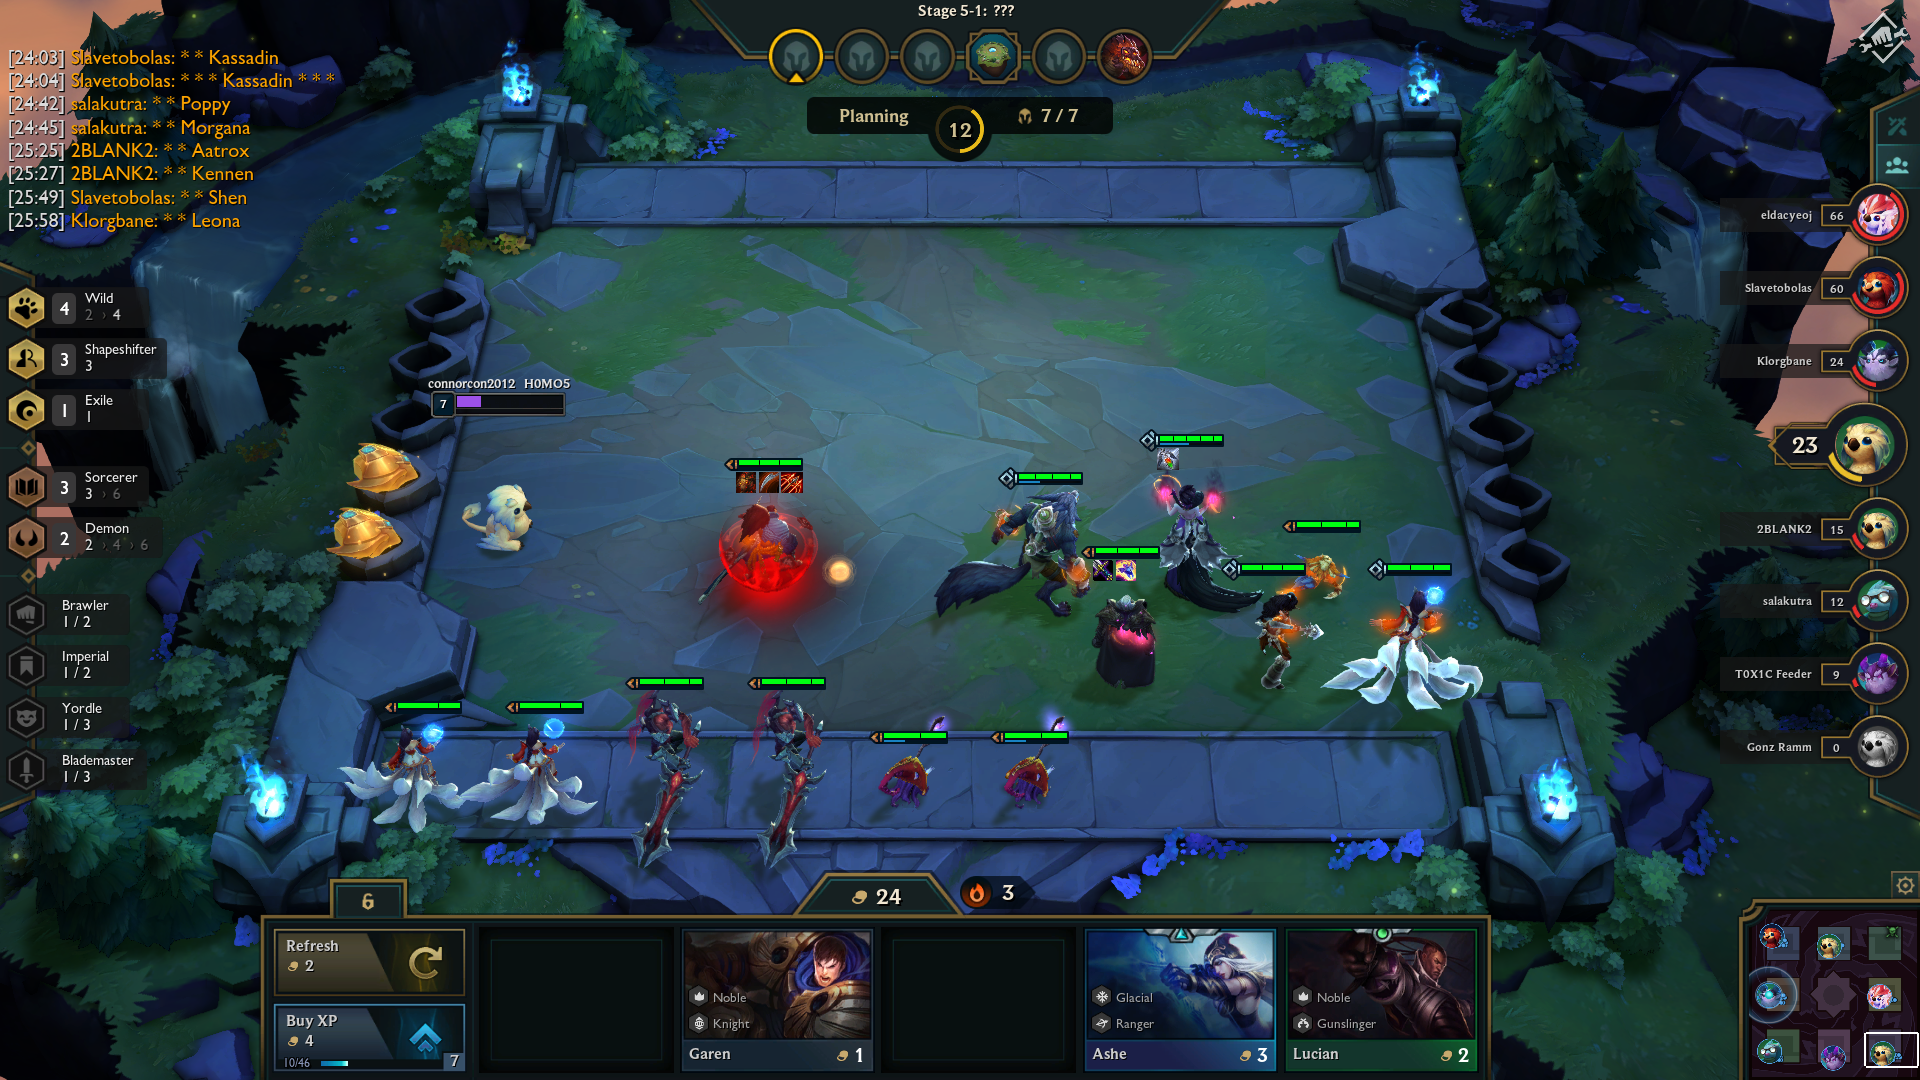 Stage 5-1: ???
[24:03] Slavetobolas: * * Kassadin
[24:04] Slavetobolas: * * * Kassadin * * *
[24:42] salakutra: * * Poppy
[24:45] salakutra: * * Morgana
[25:25] 2BLANK2: * * Aatrox
[25:27] 2BLANK2: * * Kennen
[25:49] Slavetobolas: * * Shen
[25:58] Klorgbane: * * Leona
Planning
12
7 / 7
4 Wild
2 › 4
3 Shapeshifter
3
1 Exile
1
3 Sorcerer
3 › 6
2 Demon
2 › 4 › 6
Brawler
1 / 2
Imperial
1 / 2
Yordle
1 / 3
Blademaster
1 / 3
connorcon2012 H0MO5
7
eldacyeoj 66
Slavetobolas 60
Klorgbane 24
23
2BLANK2 15
salakutra 12
T0X1C Feeder 9
Gonz Ramm 0
6
24
3
Refresh
2
Buy XP
4
10/46
7
Noble
Knight
Garen 1
Glacial
Ranger
Ashe 3
Noble
Gunslinger
Lucian 2